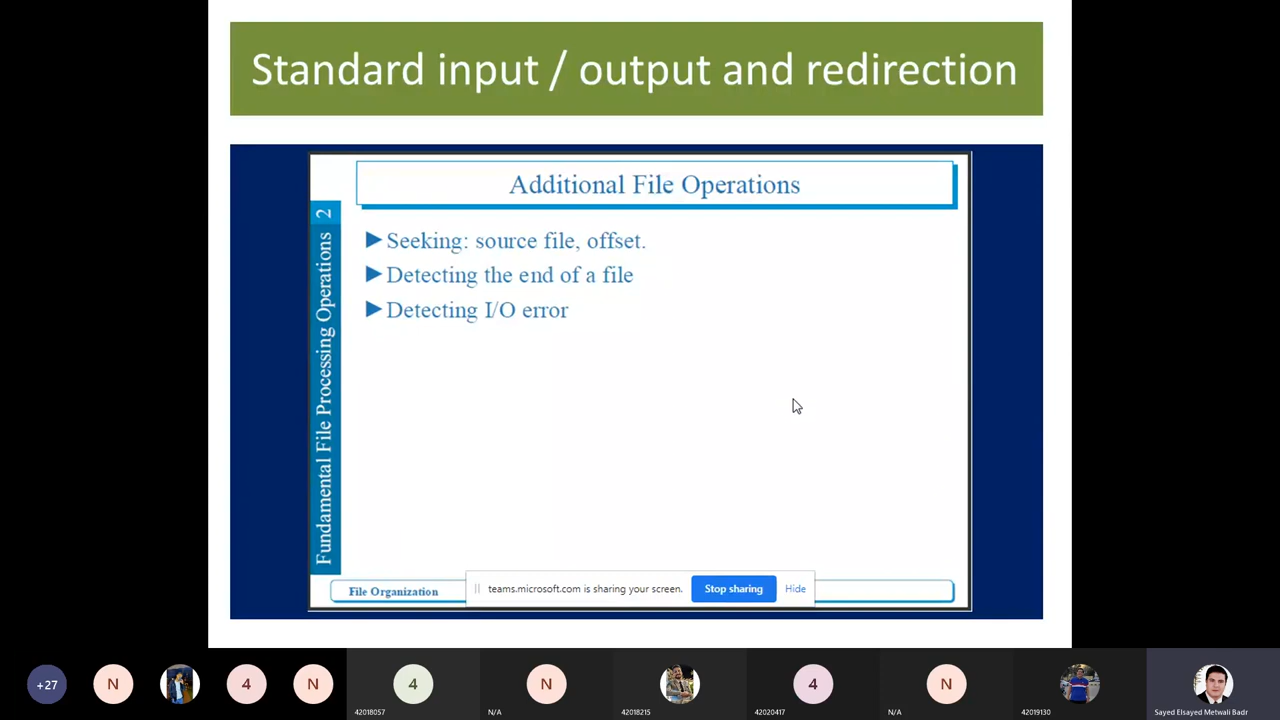 Standard input / output and redirection
Additional File Operations
Fundamental File Processing Operations 2
►Seeking: source file, offset.
►Detecting the end of a file
►Detecting I/O error
File Organization
teams.microsoft.com is sharing your screen.
Stop sharing
Hide
+27
N
4
N
4
N
4
N
42018057
N/A
42018215
42020417
N/A
42019130
Sayed Elsayed Metwali Badr